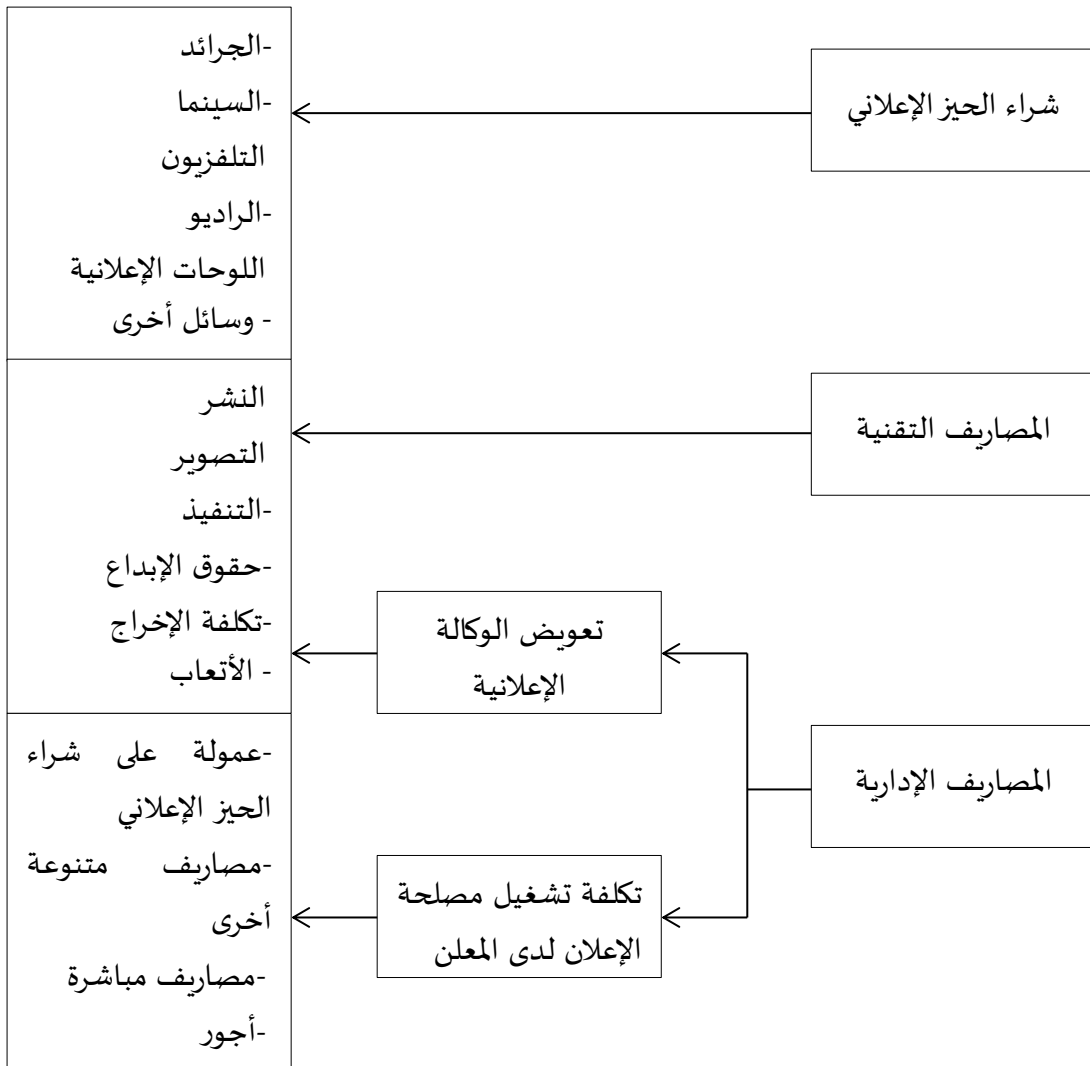 شراء الحيز الإعلاني
-الجرائد
-السينما
التلفزيون
-الراديو
اللوحات الإعلانية
- وسائل أخرى
المصاريف التقنية
النشر
التصوير
-التنفيذ
-حقوق الإبداع
-تكلفة الإخراج
- الأتعاب
المصاريف الإدارية
تعويض الوكالة
الإعلانية
تكلفة تشغيل مصلحة
الإعلان لدى المعلن
-عمولة على شراء
الحيز الإعلاني
-مصاريف متنوعة
أخرى
-مصاريف مباشرة
-أجور